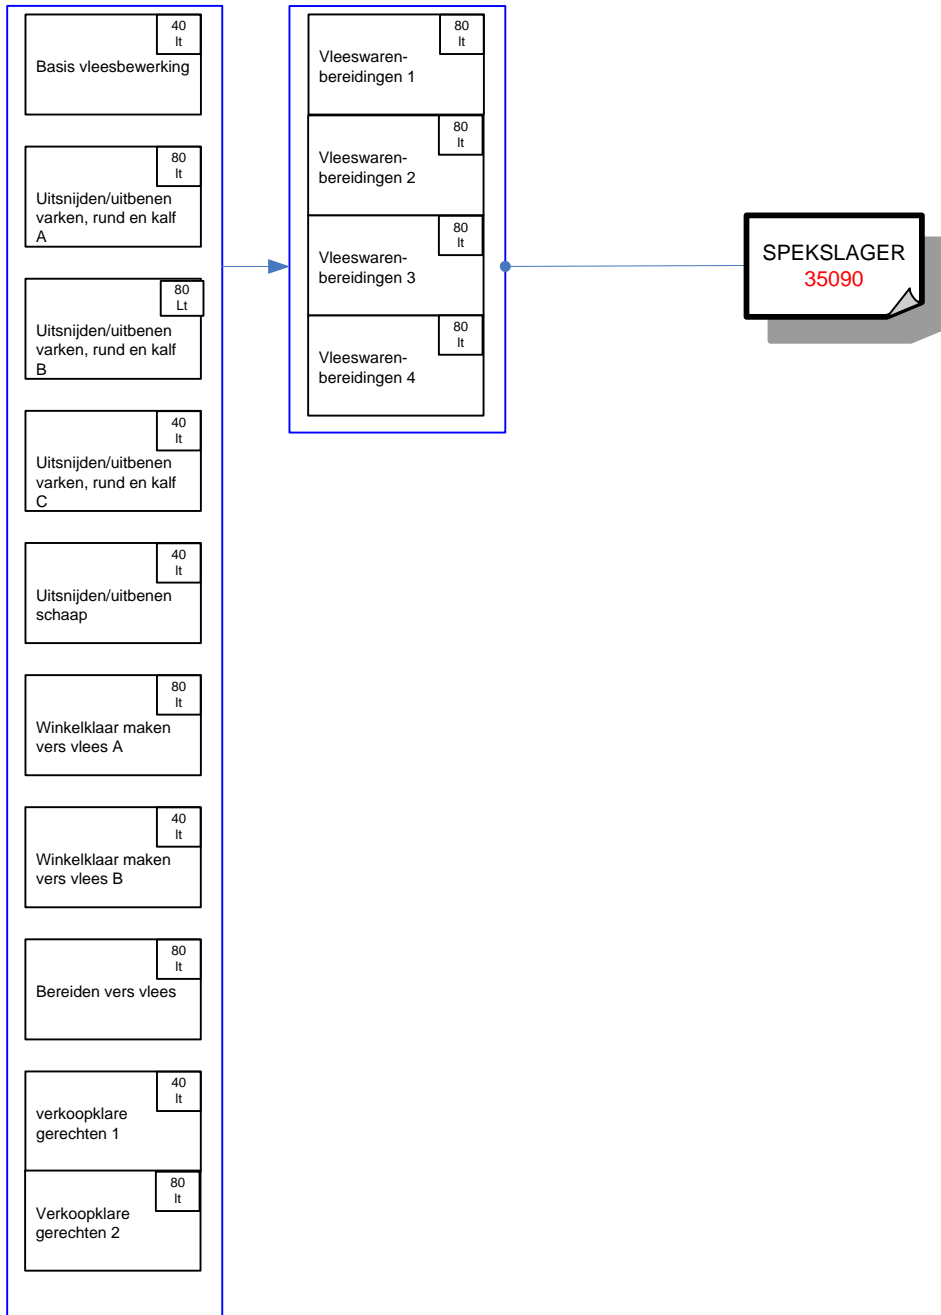 40
lt
Basis vleesbewerking
80
lt
Uitsnijden/uitbenen
varken, rund en kalf
A
80
Lt
Uitsnijden/uitbenen
varken, rund en kalf
B
40
lt
Uitsnijden/uitbenen
varken, rund en kalf
C
40
lt
Uitsnijden/uitbenen
schaap
80
lt
Winkelklaar maken
vers vlees A
40
lt
Winkelklaar maken
vers vlees B
80
lt
Bereiden vers vlees
40
lt
verkoopklare
gerechten 1
80
lt
Verkoopklare
gerechten 2
80
lt
Vleeswaren-
bereidingen 1
80
lt
Vleeswaren-
bereidingen 2
80
lt
Vleeswaren-
bereidingen 3
80
lt
Vleeswaren-
bereidingen 4
SPEKSLAGER
35090